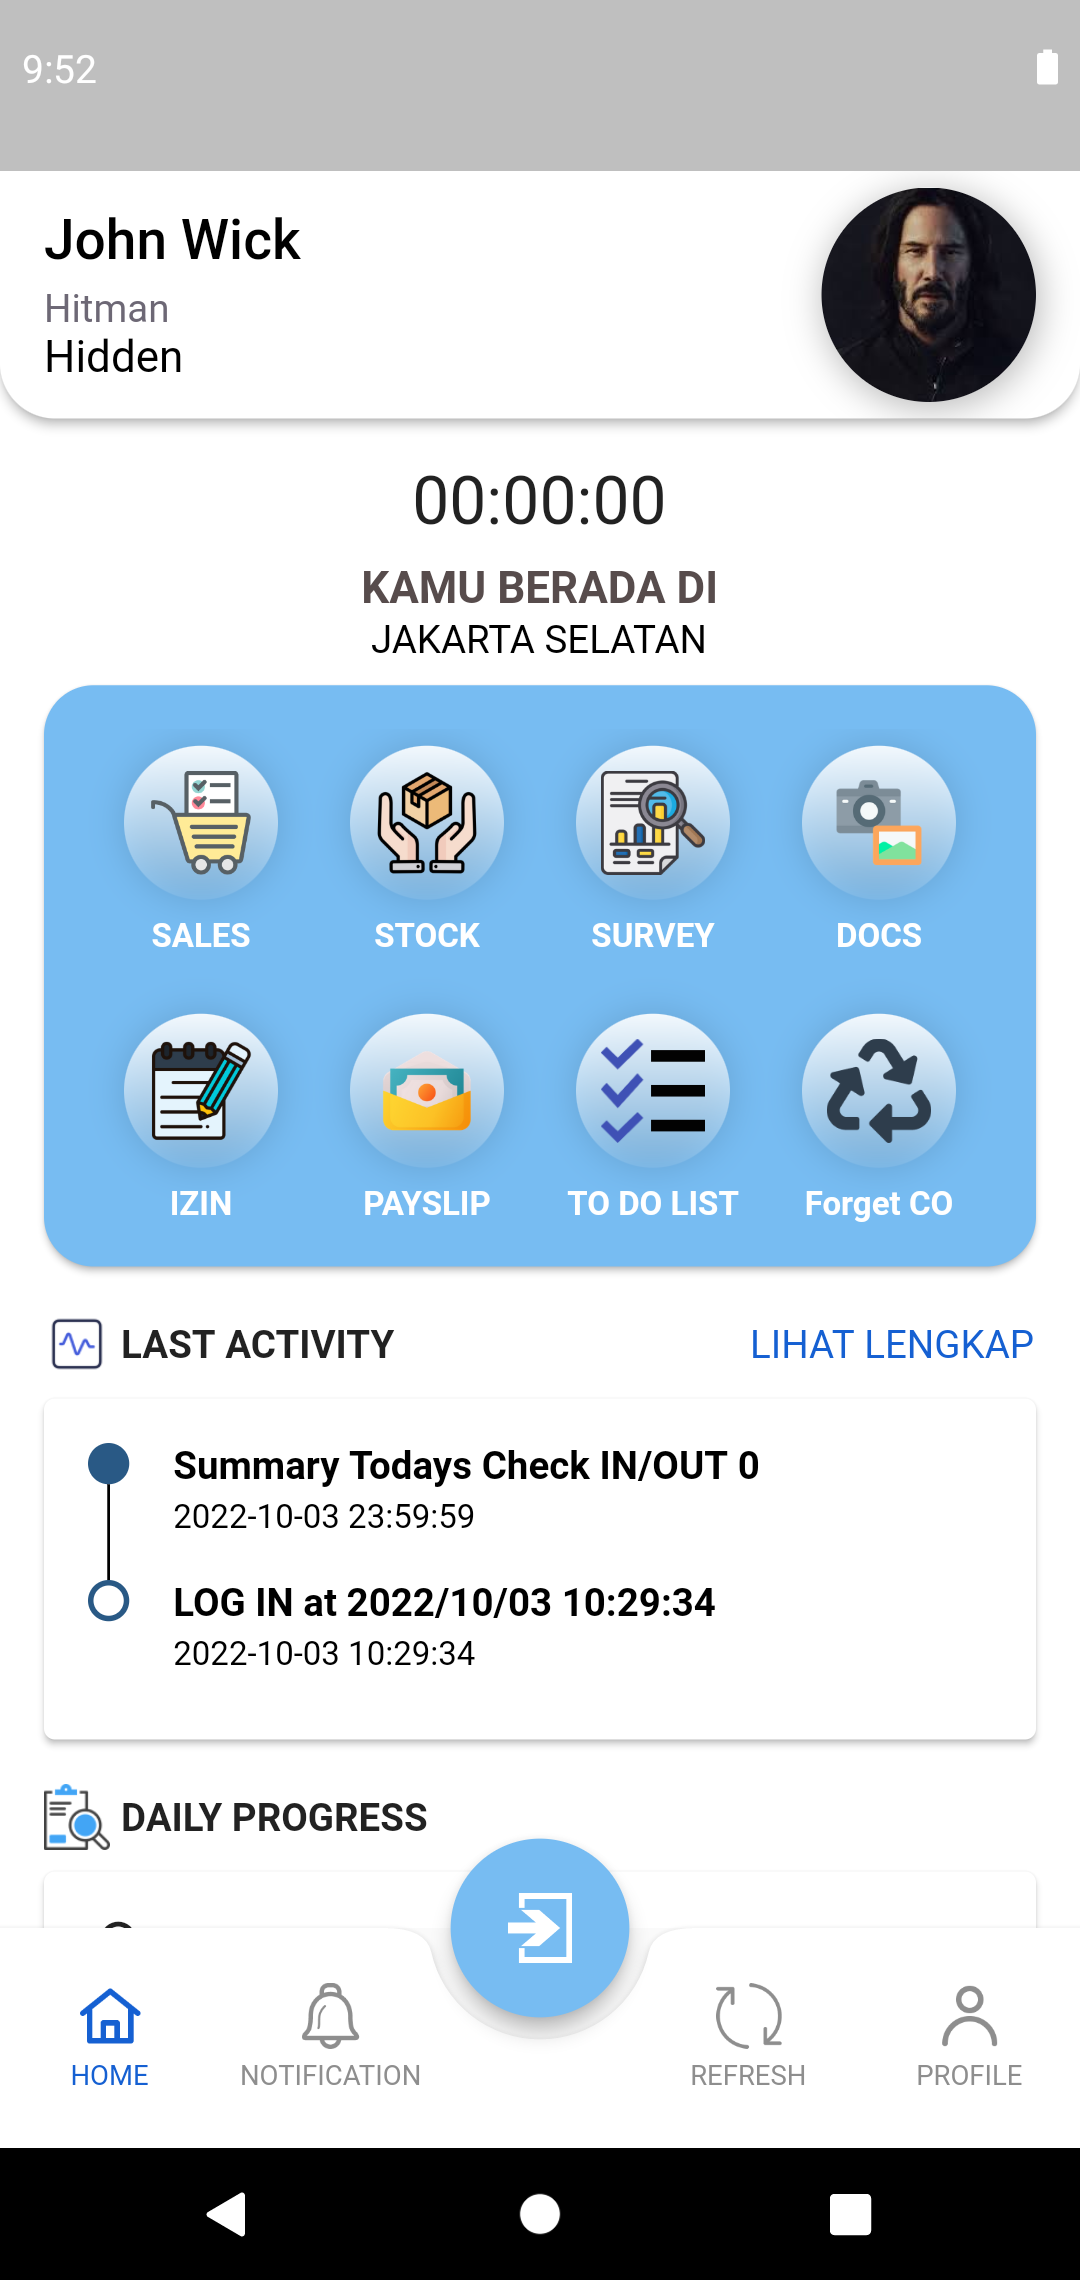 9:52
John Wick
Hitman
Hidden
00:00:00
KAMU BERADA DI
JAKARTA SELATAN
SALES
STOCK
SURVEY
DOCS
IZIN
PAYSLIP
TO DO LIST
Forget CO
LAST ACTIVITY
LIHAT LENGKAP
Summary Todays Check IN/OUT 0
2022-10-03 23:59:59
LOG IN at 2022/10/03 10:29:34
2022-10-03 10:29:34
DAILY PROGRESS
HOME
NOTIFICATION
REFRESH
PROFILE